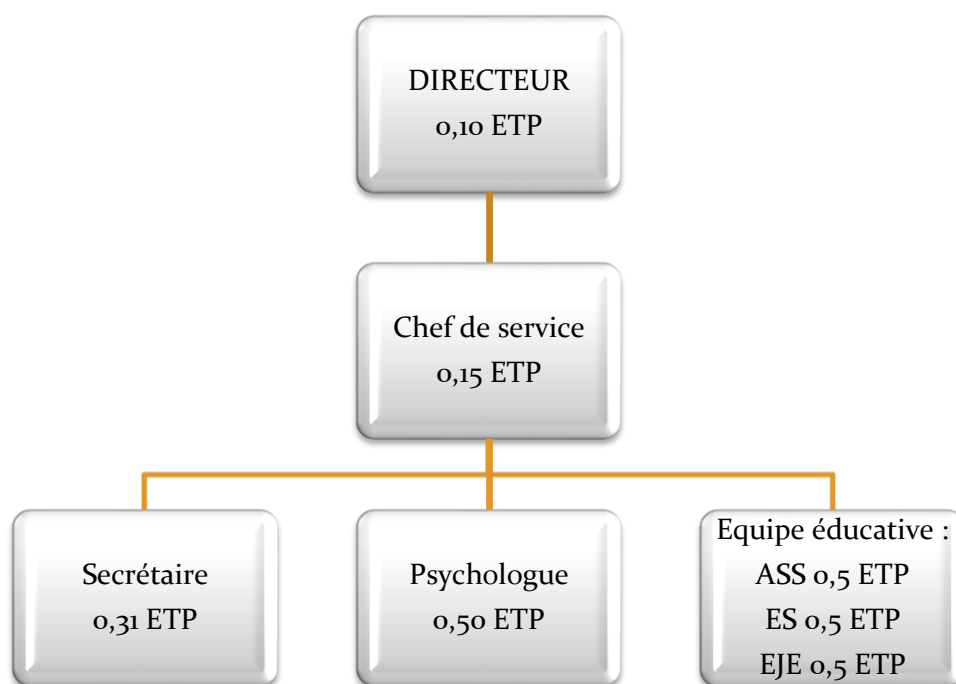 DIRECTEUR
0,10 ETP
Chef de service
0,15 ETP
Secrétaire
0,31 ETP
Psychologue
0,50 ETP
Equipe éducative :
ASS 0,5 ETP
ES 0,5 ETP
EJE 0,5 ETP